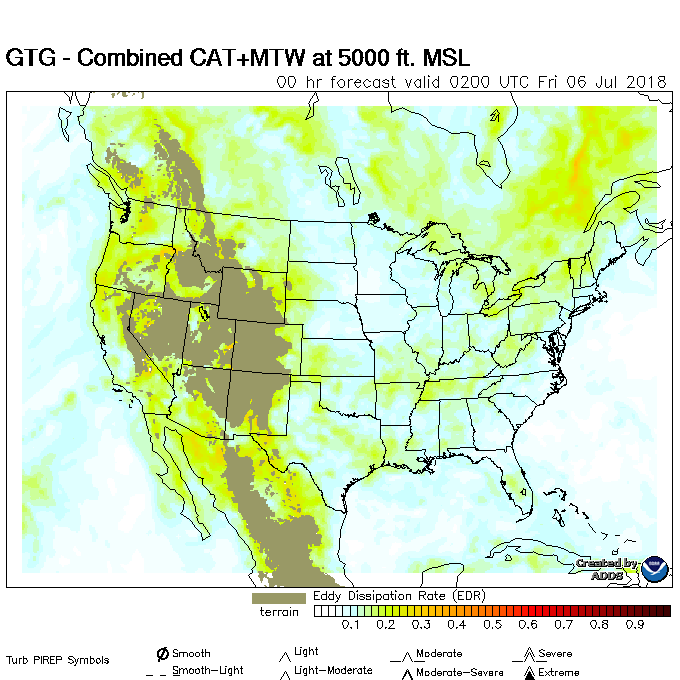 GTG - Combined CAT+MTW at 5000 ft. MSL
00 hr forecast valid 0200 UTC Fri 06 Jul 2018
Created by
ADDS
Eddy Dissipation Rate (EDR)
terrain
0.1 0.2 0.3 0.4 0.5 0.6 0.7 0.8 0.9
Smooth Light Moderate Severe
Turb PIREP Symbols
Smooth-Light Light-Moderate Moderate-Severe Extreme